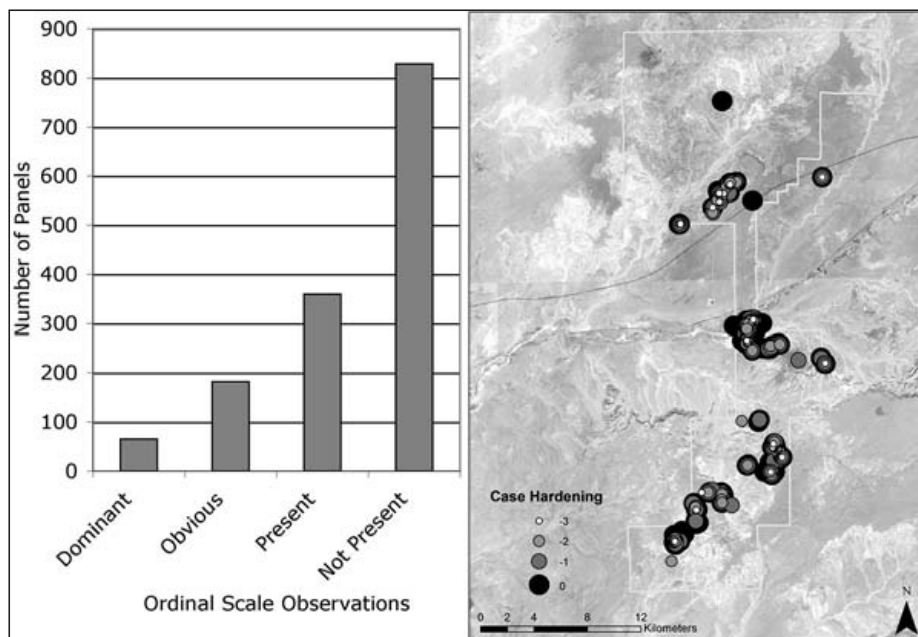 900
800
700
600
500
400
300
200
100
0
Number of Panels
Dominant
Obvious
Present
Not Present
Ordinal Scale Observations
Case Hardening
-3
-2
-1
0
0 2 4 8 12
Kilometers
N